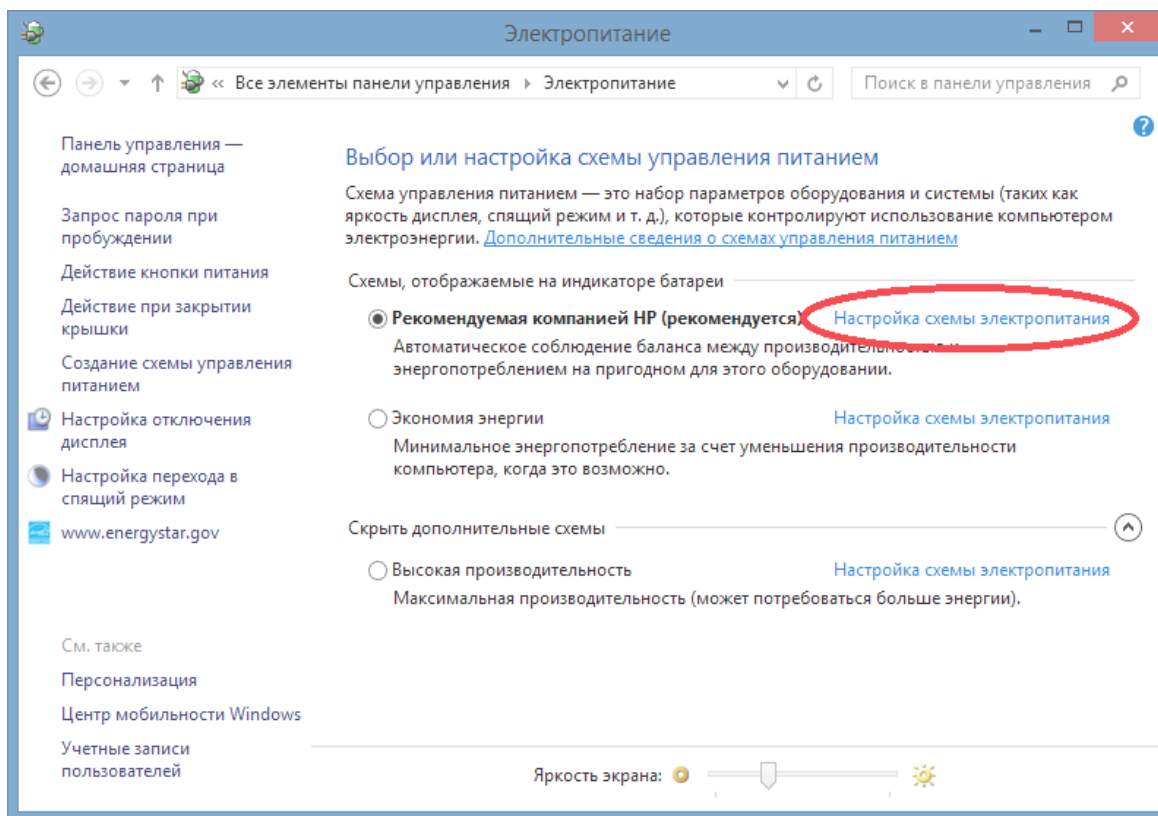 Электропитание
« Все элементы панели управления Электропитание
Поиск в панели управления
Панель управления —
домашняя страница
Запрос пароля при
пробуждении
Действие кнопки питания
Действие при закрытии
крышки
Создание схемы управления
питанием
Настройка отключения
дисплея
Настройка перехода в
спящий режим
www.energystar.gov
См. также
Персонализация
Центр мобильности Windows
Учетные записи
пользователей
Выбор или настройка схемы управления питанием
Схема управления питанием — это набор параметров оборудования и системы (таких как
яркость дисплея, спящий режим и т. д.), которые контролируют использование компьютером
электроэнергии. Дополнительные сведения о схемах управления питанием
Схемы, отображаемые на индикаторе батареи
Рекомендуемая компанией HP (рекомендуется) Настройка схемы электропитания
Автоматическое соблюдение баланса между производительностью и
энергопотреблением на пригодном для этого оборудовании.
Экономия энергии Настройка схемы электропитания
Минимальное энергопотребление за счет уменьшения производительности
компьютера, когда это возможно.
Скрыть дополнительные схемы
Высокая производительность Настройка схемы электропитания
Максимальная производительность (может потребоваться больше энергии).
Яркость экрана: